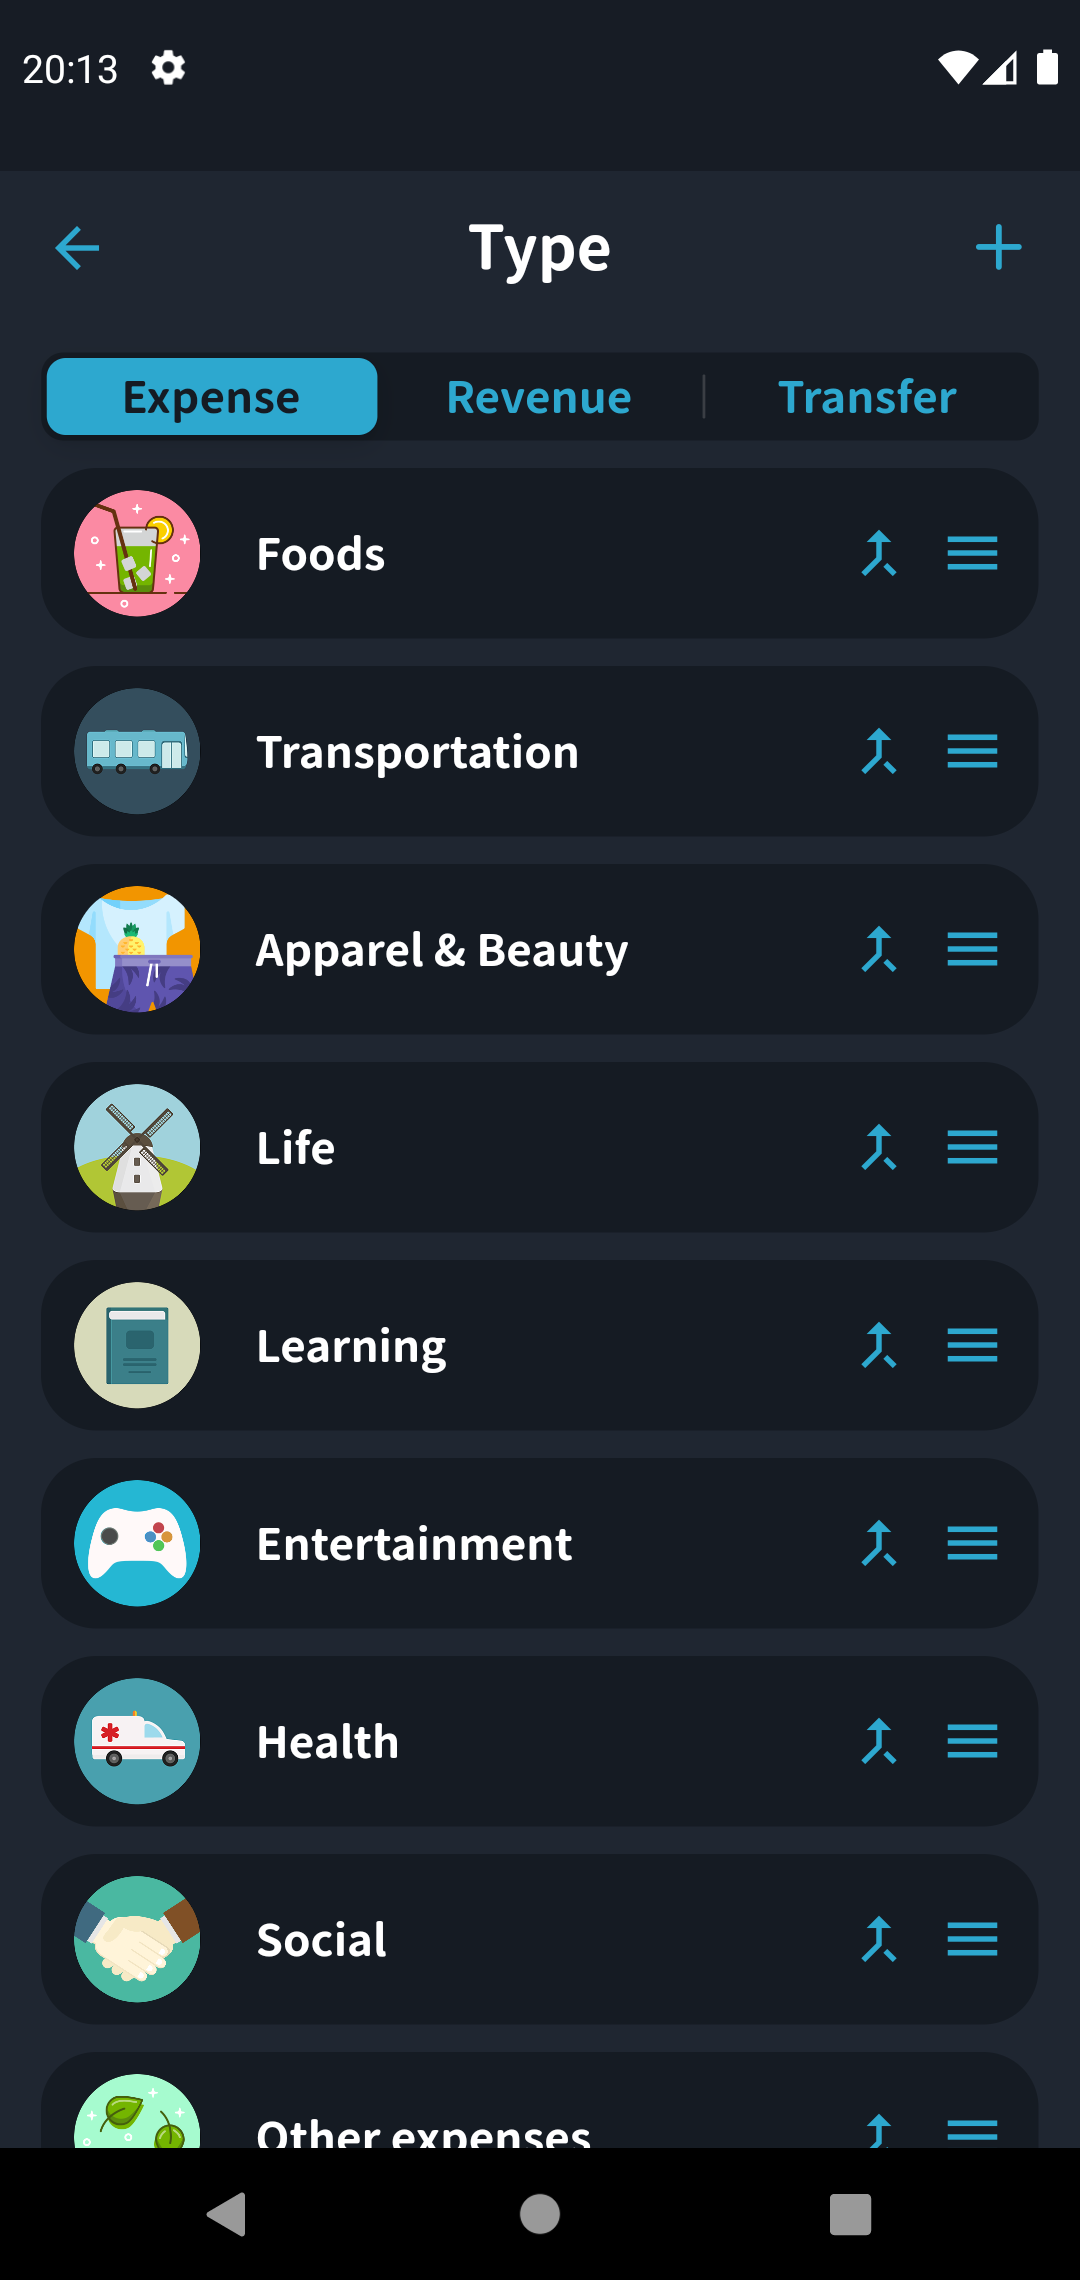 20:13
Type
Expense
Revenue
Transfer
Foods
Transportation
Apparel & Beauty
Life
Learning
Entertainment
Health
Social
Other expenses